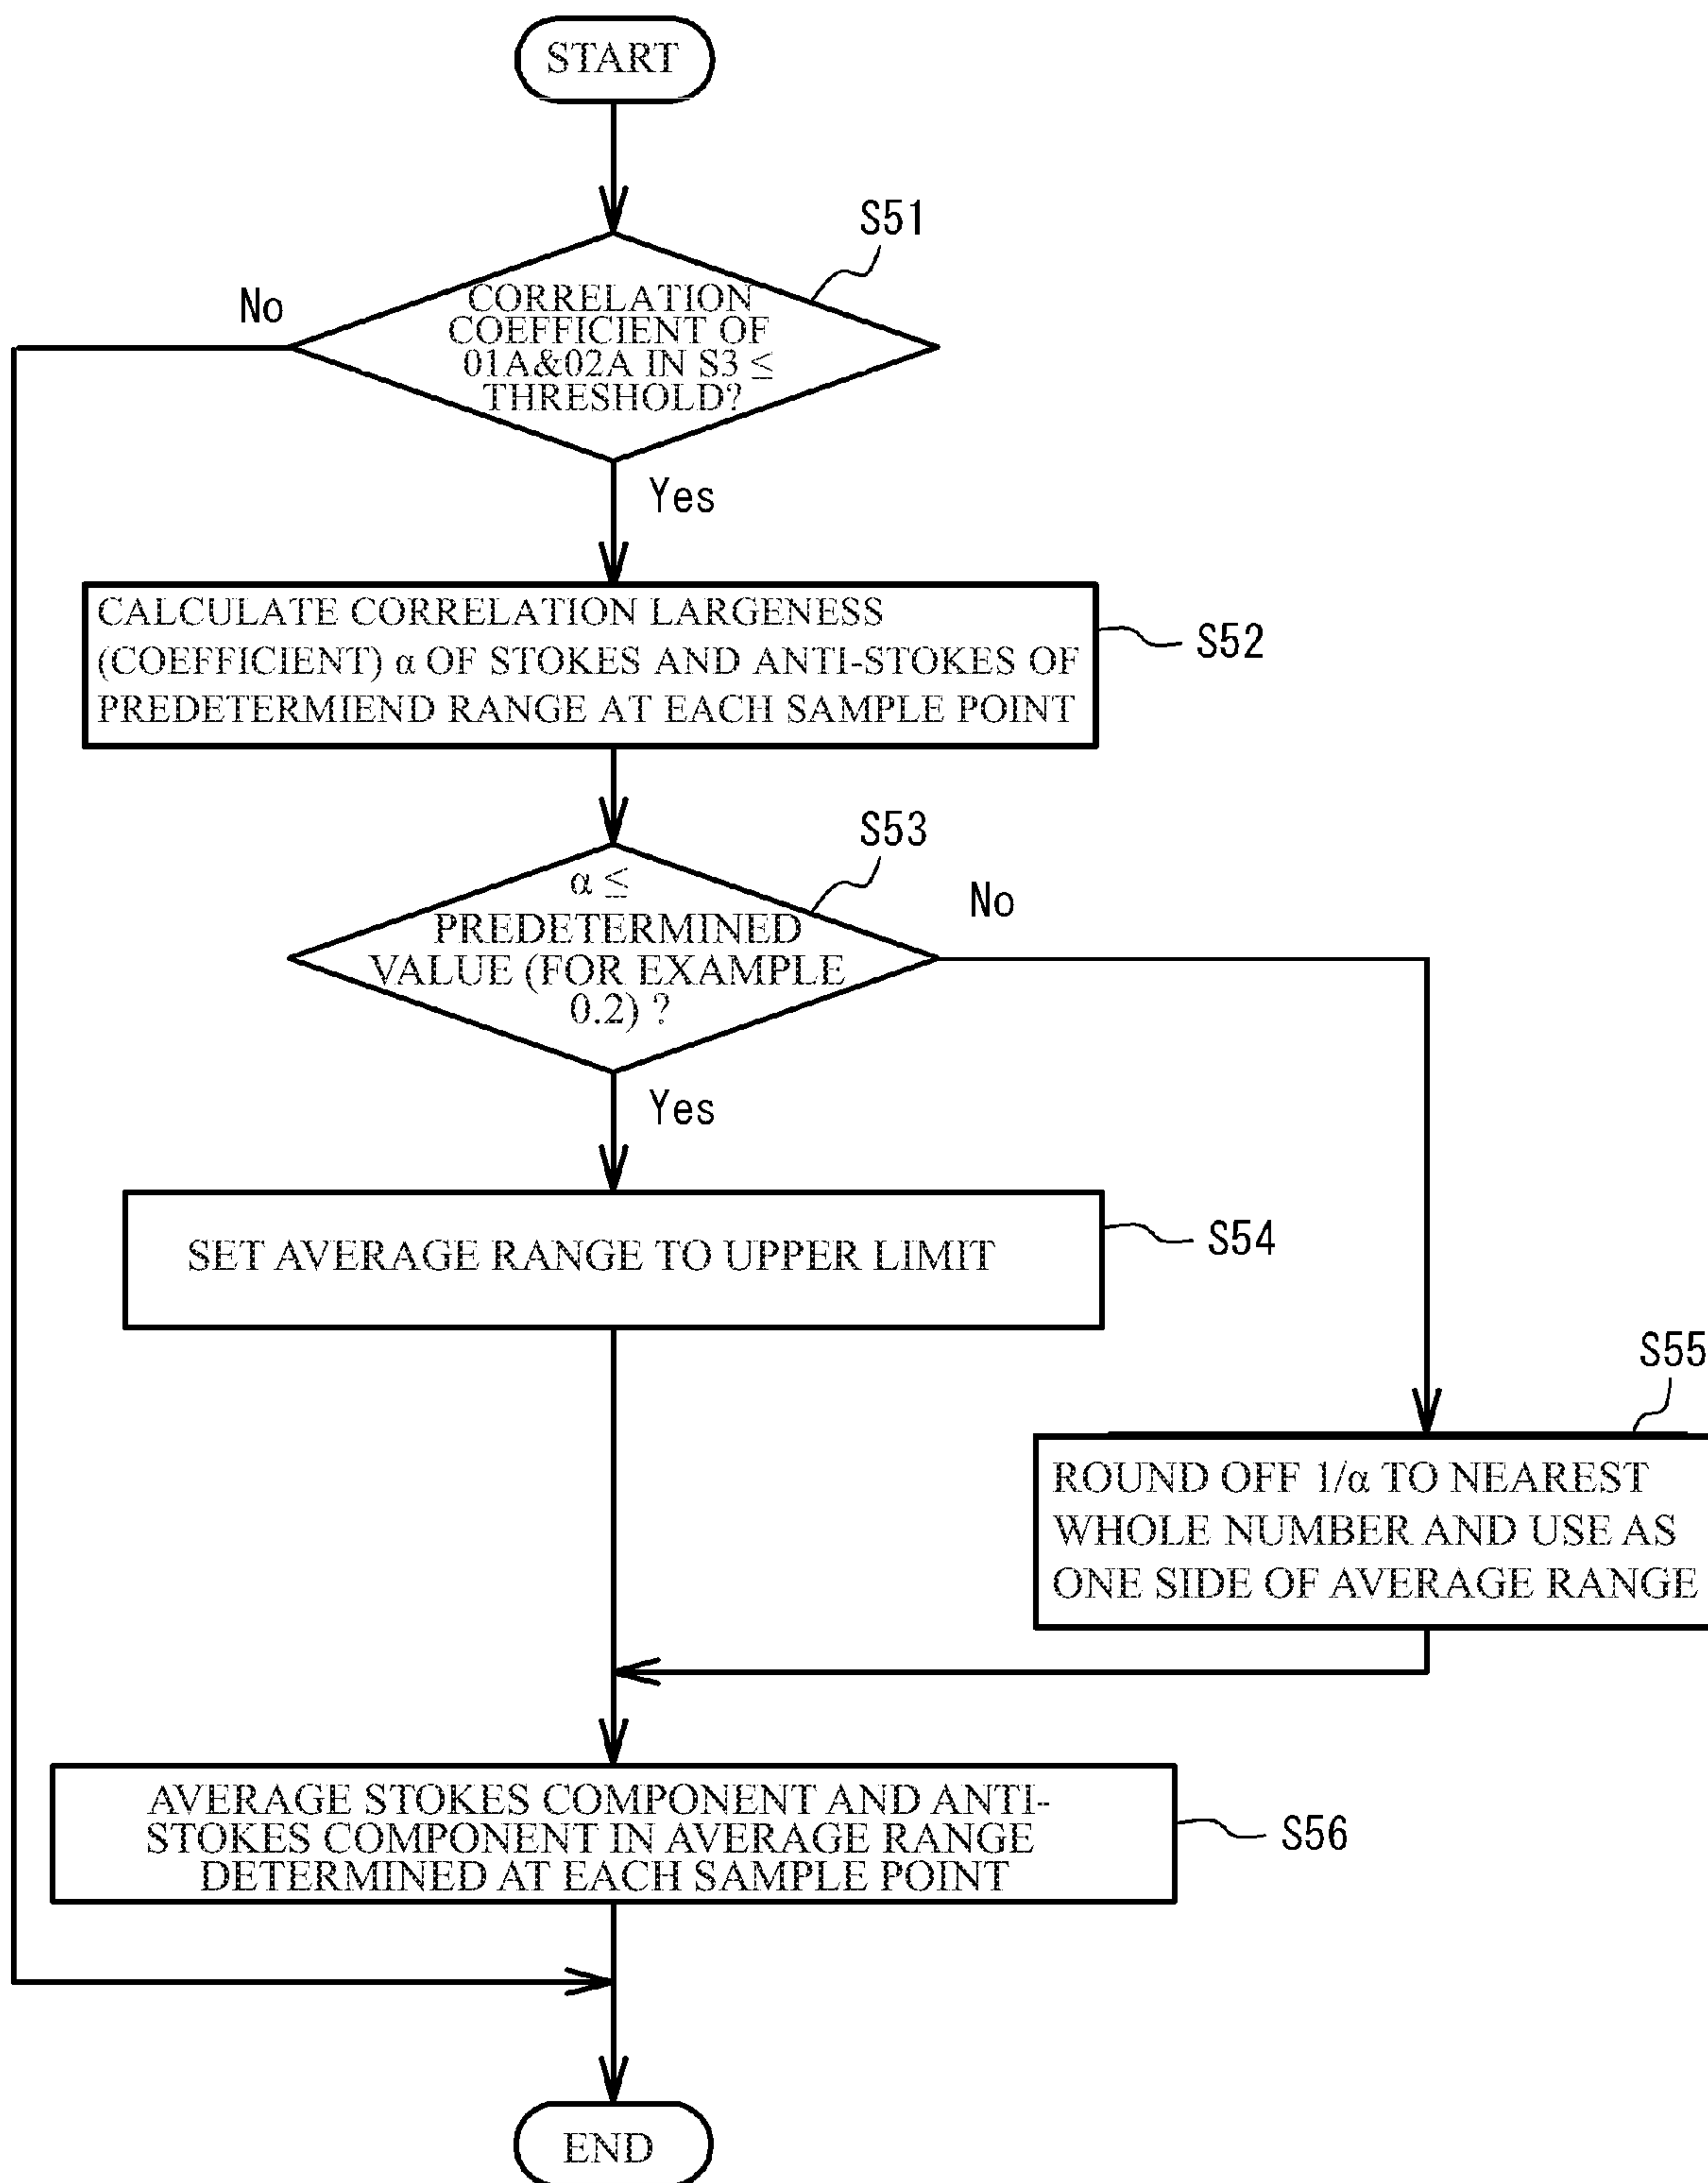 START
S51
No
CORRELATION
COEFFICIENT OF
01A&02A IN S3 ≤
THRESHOLD?
Yes
CALCULATE CORRELATION LARGENESS
(COEFFICIENT) α OF STOKES AND ANTI-STOKES OF
PREDETERMIEND RANGE AT EACH SAMPLE POINT
S52
S53
α ≤
PREDETERMINED
VALUE (FOR EXAMPLE
0.2) ?
No
Yes
SET AVERAGE RANGE TO UPPER LIMIT
S54
S55
ROUND OFF 1/α TO NEAREST
WHOLE NUMBER AND USE AS
ONE SIDE OF AVERAGE RANGE
AVERAGE STOKES COMPONENT AND ANTI-
STOKES COMPONENT IN AVERAGE RANGE
DETERMINED AT EACH SAMPLE POINT
S56
END